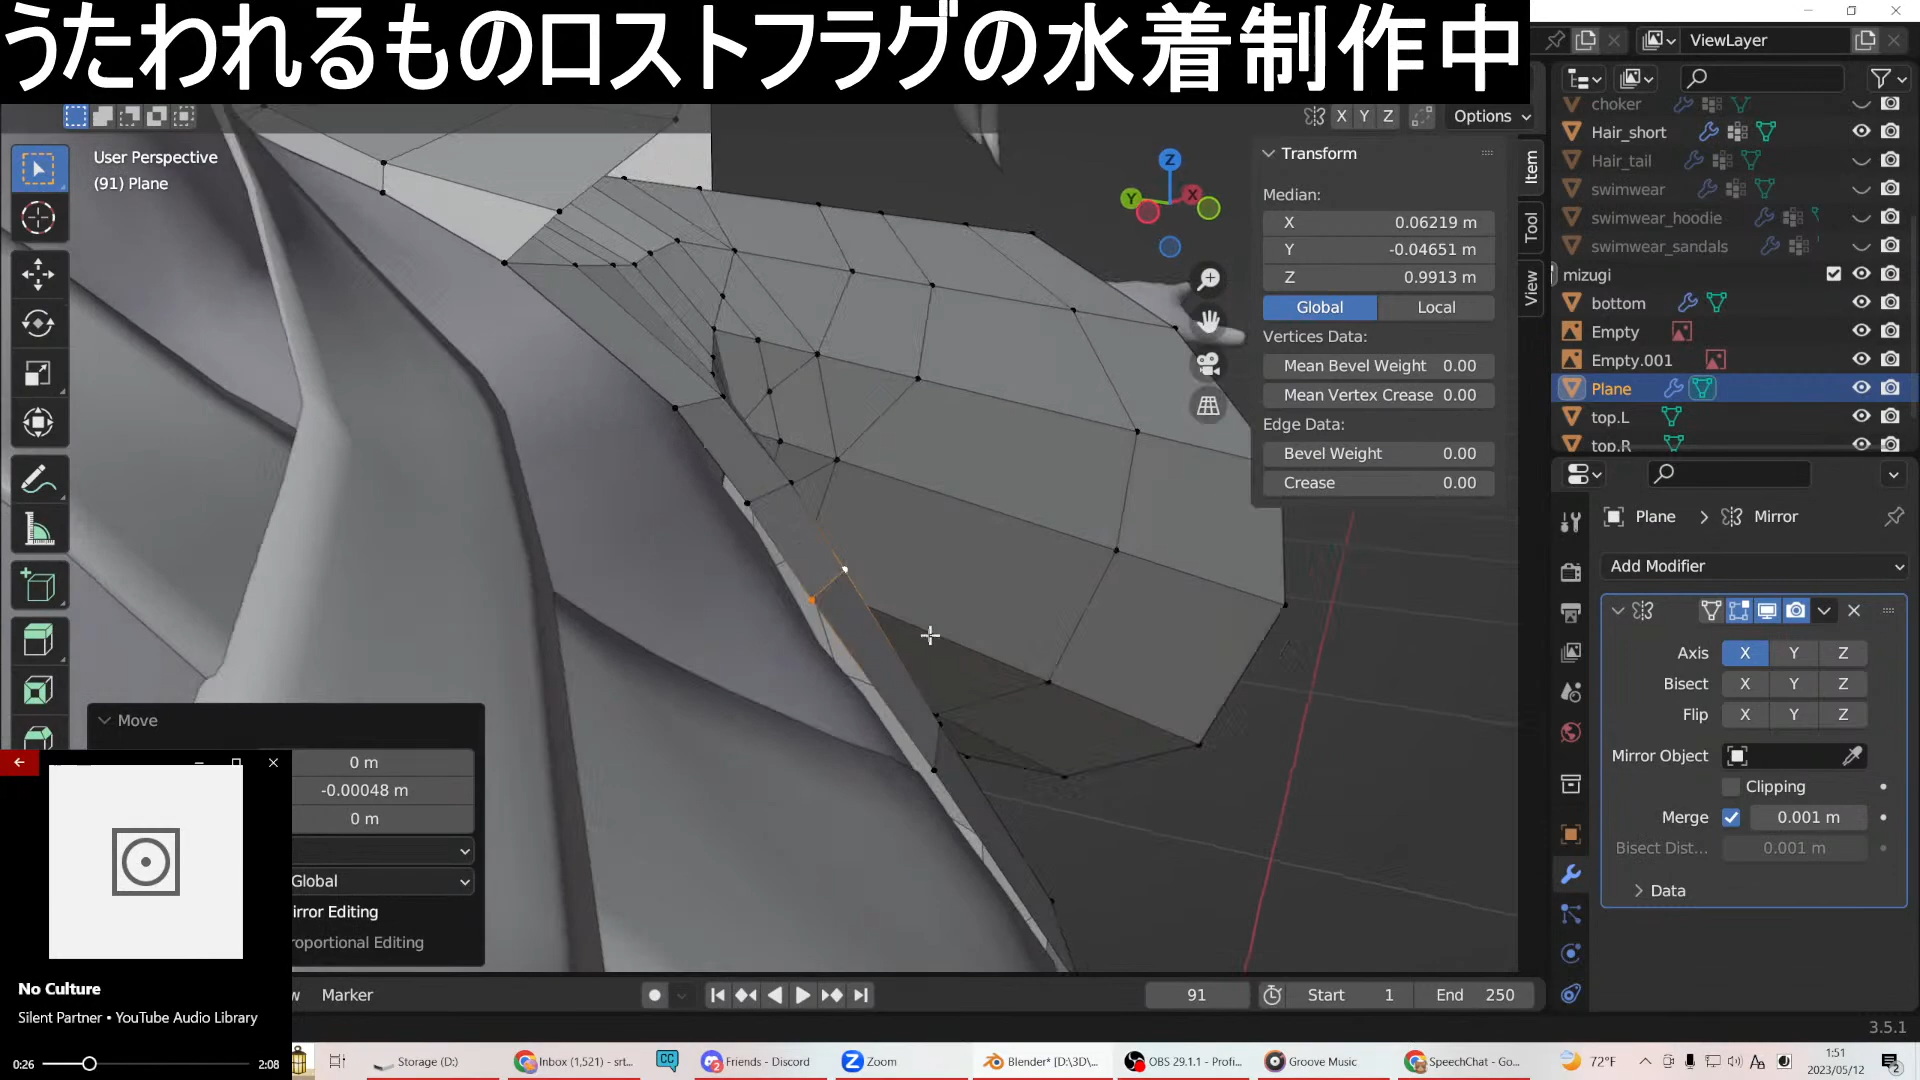 うたわれるものロストフラグの水着制作中
ViewLayer
X Y Z
Options
User Perspective
(91) Plane
Z
Y
X
Transform
Median:
X 0.06219 m
Y -0.04651 m
Z 0.9913 m
Global Local
Vertices Data:
Mean Bevel Weight 0.00
Mean Vertex Crease 0.00
Edge Data:
Bevel Weight 0.00
Crease 0.00
Item
Tool
View
choker
Hair_short
Hair_tail
swimwear
swimwear_hoodie
swimwear_sandals
mizugi
bottom
Empty
Empty.001
Plane
top.L
top.R
Plane > Mirror
Add Modifier
Axis X Y Z
Bisect X Y Z
Flip X Y Z
Mirror Object
Clipping
Merge 0.001 m
Bisect Dist... 0.001 m
Data
Move
0 m
-0.00048 m
0 m
Global
irror Editing
roportional Editing
No Culture
Silent Partner • YouTube Audio Library
0:26
2:08
w Marker
91
Start 1
End 250
3.5.1
Storage (D:)
Inbox (1,521) - srt...
CC
Friends - Discord
Zoom
Blender* [D:\3D\...
OBS 29.1.1 - Profi...
Groove Music
SpeechChat - Go...
72°F
A
1:51
2023/05/12
2